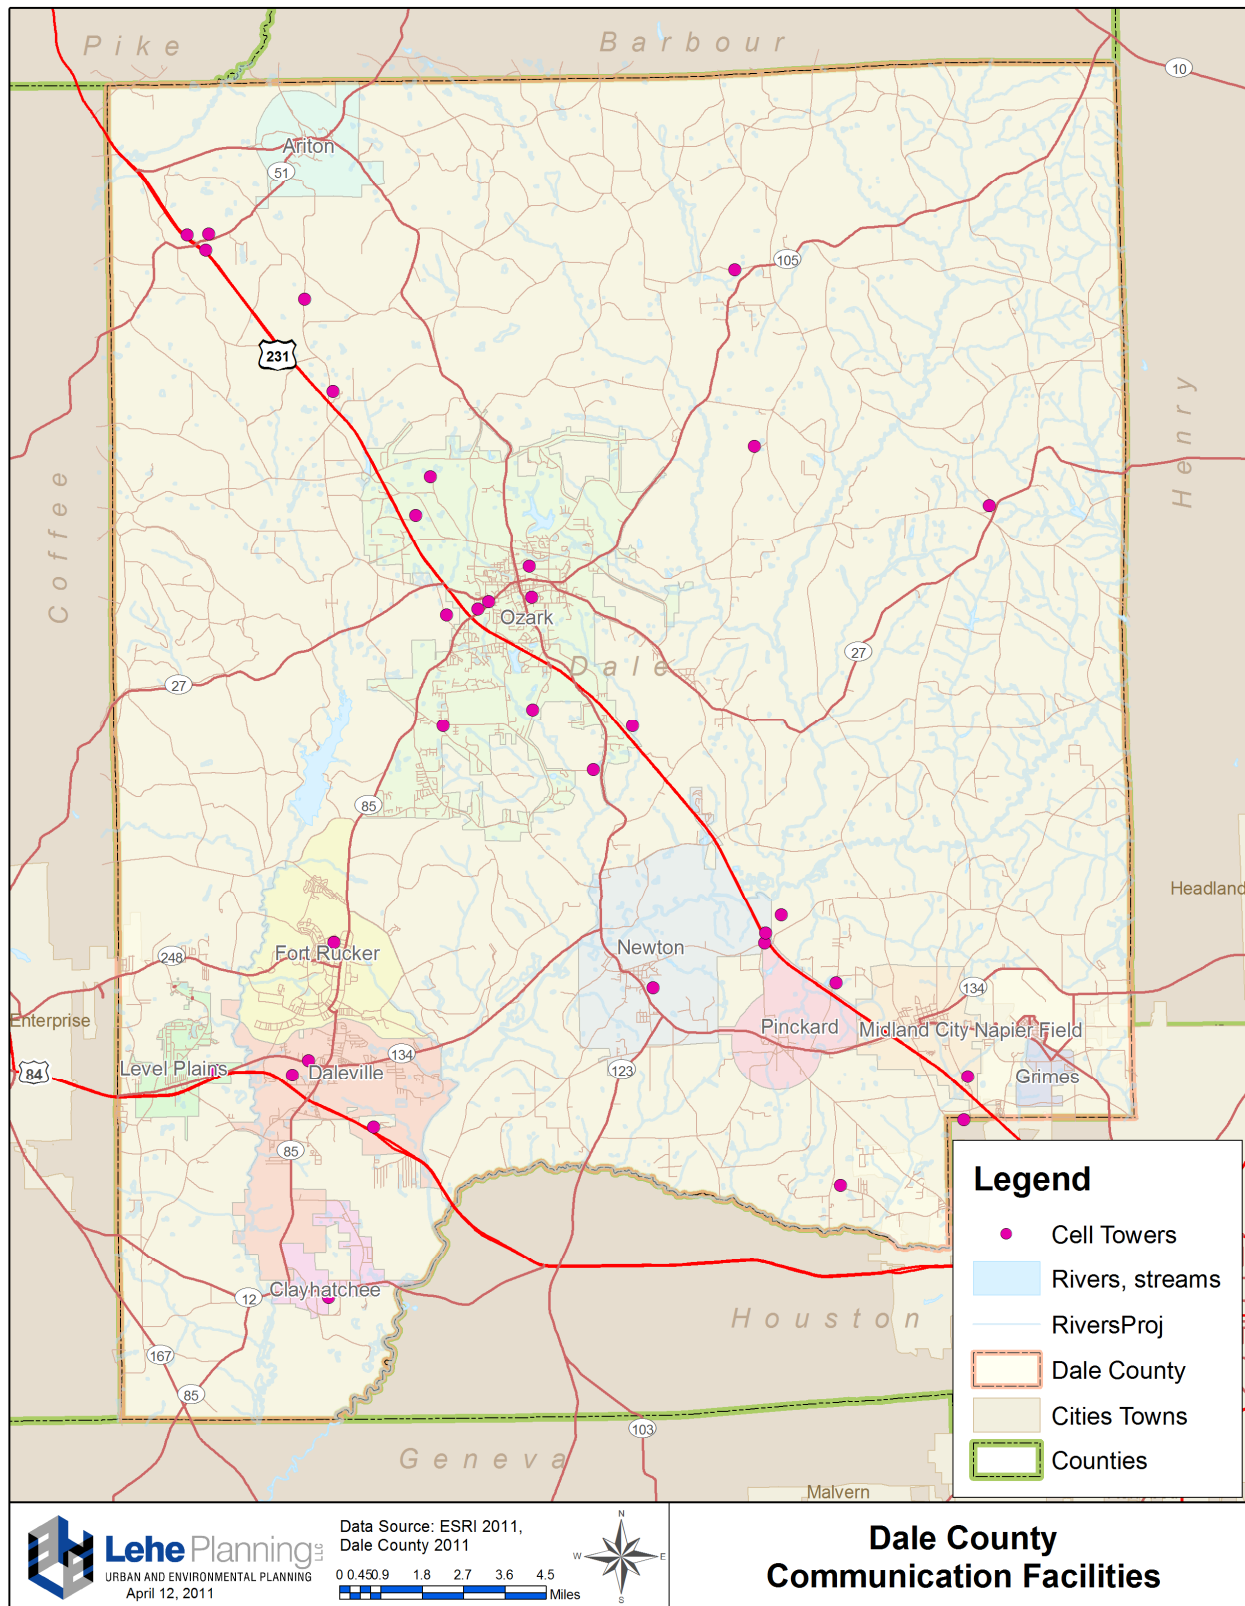 Pike
Barbour
10
Ariton
51
105
231
Henry
Coffee
Ozark
Dale
27
27
85
Headland
Newton
Fort Rucker
248
134
Enterprise
Pinckard
Midland City
Napier Field
Level Plains
Daleville
134
84
123
Grimes
85
Legend
Cell Towers
Rivers, streams
RiversProj
Dale County
Cities Towns
Counties
Clayhatchee
12
Houston
167
85
103
Geneva
Malvern
Lehe Planning LLC
URBAN AND ENVIRONMENTAL PLANNING
April 12, 2011
Data Source: ESRI 2011,
Dale County 2011
0 0.45 0.9 1.8 2.7 3.6 4.5
Miles
N
W
E
S
Dale County
Communication Facilities